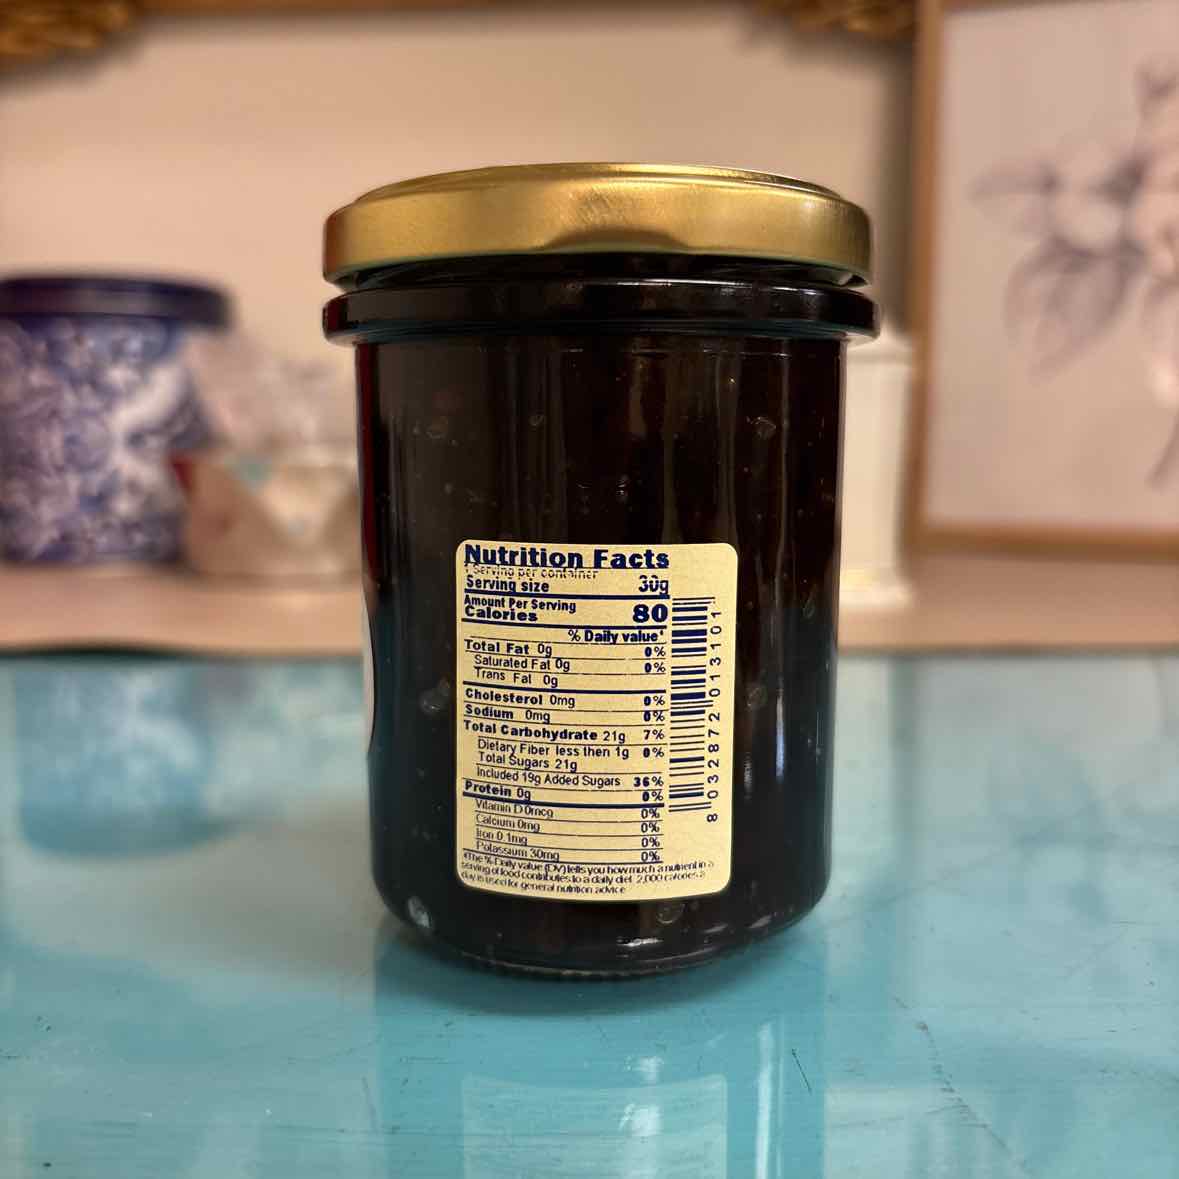 Nutrition Facts
Serving per container
Serving size 30g
Amount Per Serving
Calories 80
% Daily value*
Total Fat 0g 0%
Saturated Fat 0g 0%
Trans Fat 0g
Cholesterol 0mg 0%
Sodium 0mg 0%
Total Carbohydrate 21g 7%
Dietary Fiber less then 1g 0%
Total Sugars 21g
Included 19g Added Sugars 36%
Protein 0g 0%
Vitamin D 0mcg 0%
Calcium 0mg 0%
Iron 0.1mg 0%
Potassium 30mg 0%
*The % Daily value (DV) tells you how much a nutrient in a
serving of food contributes to a daily diet 2,000 calories a
day is used for general nutrition advice
8 032872 013101